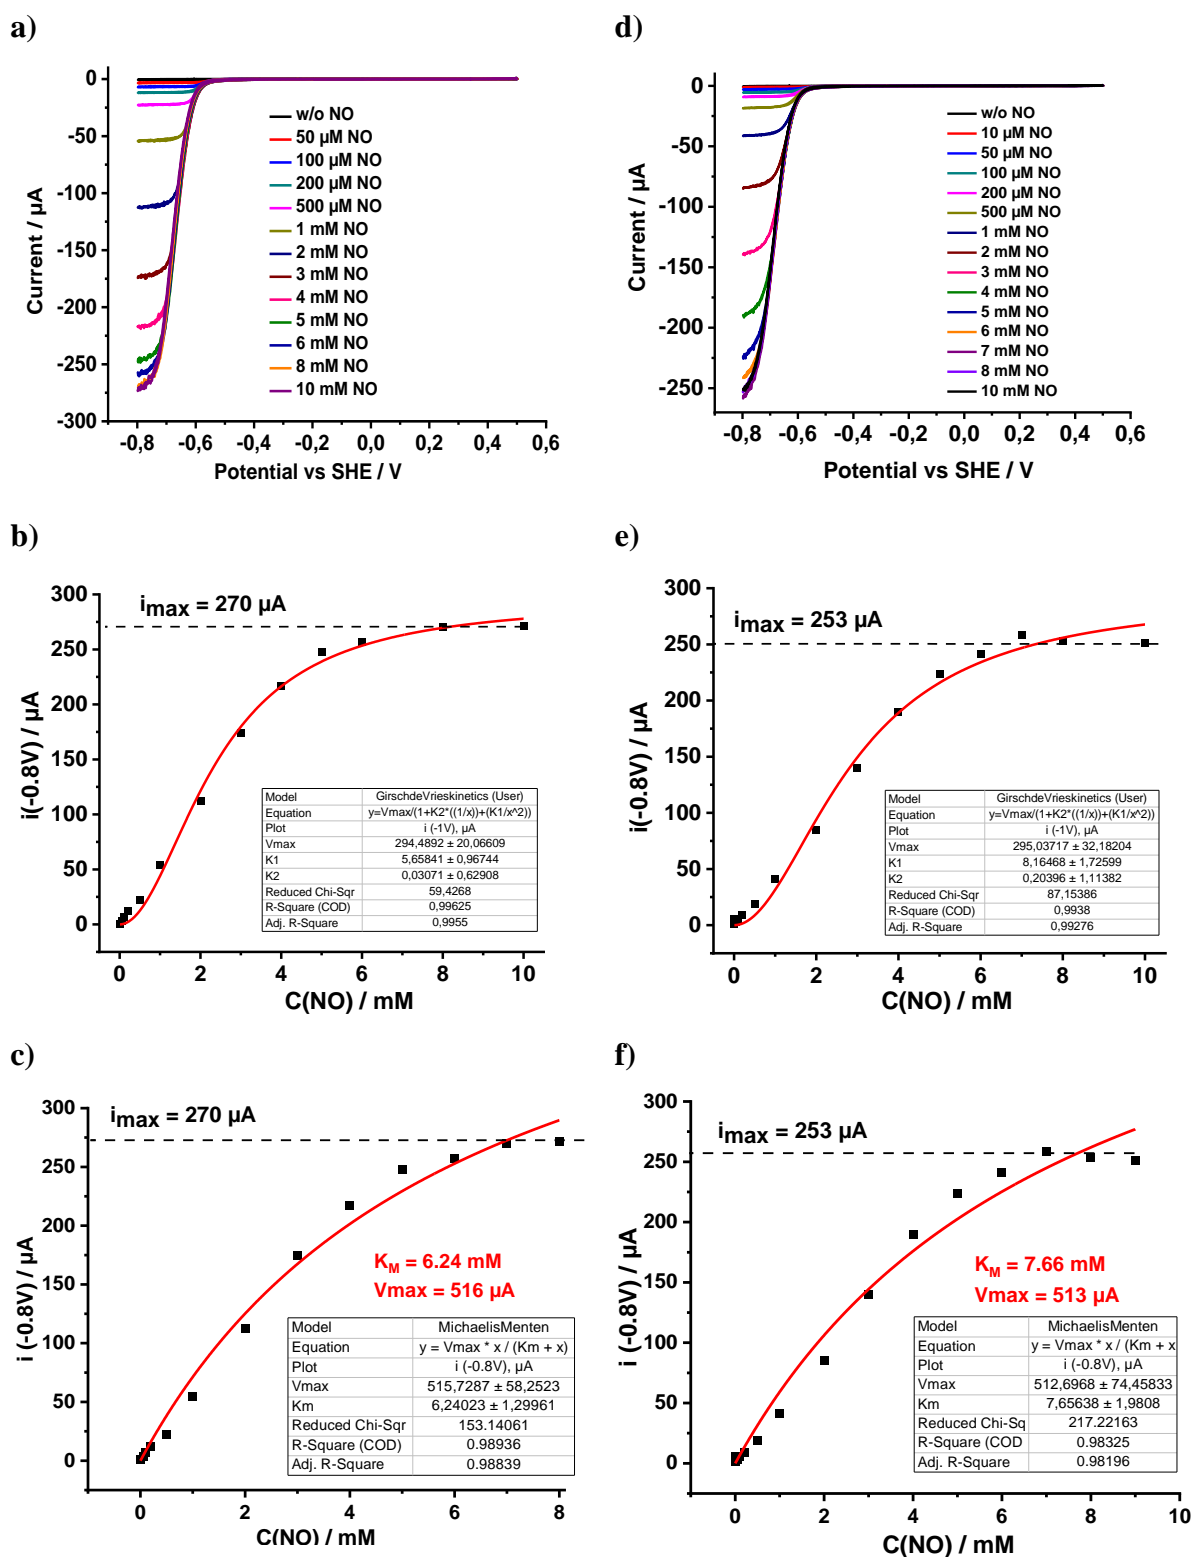 a)
0
-50
-100
-150
-200
-250
-300
Current / µA
-0,8
-0,6
-0,4
-0,2
0,0
0,2
0,4
0,6
Potential vs SHE / V
w/o NO
50 µM NO
100 µM NO
200 µM NO
500 µM NO
1 mM NO
2 mM NO
3 mM NO
4 mM NO
5 mM NO
6 mM NO
8 mM NO
10 mM NO
d)
0
-50
-100
-150
-200
-250
Current / µA
-0,8
-0,6
-0,4
-0,2
0,0
0,2
0,4
0,6
Potential vs SHE / V
w/o NO
10 µM NO
50 µM NO
100 µM NO
200 µM NO
500 µM NO
1 mM NO
2 mM NO
3 mM NO
4 mM NO
5 mM NO
6 mM NO
7 mM NO
8 mM NO
10 mM NO
b)
300
250
200
150
100
50
0
i(-0.8V) / µA
imax = 270 µA
Model GirschdeVrieskinetics (User)
Equation y=Vmax/(1+K2*((1/x))+(K1/x^2))
Plot i (-1V), µA
Vmax 294,4892 ± 20,06609
K1 5,65841 ± 0,96744
K2 0,03071 ± 0,62908
Reduced Chi-Sqr 59,4268
R-Square (COD) 0,99625
Adj. R-Square 0,9955
0
2
4
6
8
10
C(NO) / mM
e)
300
250
200
150
100
50
0
i(-0.8V) / µA
imax = 253 µA
Model GirschdeVrieskinetics (User)
Equation y=Vmax/(1+K2*((1/x))+(K1/x^2))
Plot i (-1V), µA
Vmax 295,03717 ± 32,18204
K1 8,16468 ± 1,72599
K2 0,20396 ± 1,11382
Reduced Chi-Sqr 87,15386
R-Square (COD) 0,9938
Adj. R-Square 0,99276
0
2
4
6
8
10
C(NO) / mM
c)
300
250
200
150
100
50
0
i (-0.8V) / µA
imax = 270 µA
KM = 6.24 mM
Vmax = 516 µA
Model MichaelisMenten
Equation y = Vmax * x / (Km + x)
Plot i (-0.8V), µA
Vmax 515,7287 ± 58,2523
Km 6,24023 ± 1,29961
Reduced Chi-Sqr 153.14061
R-Square (COD) 0.98936
Adj. R-Square 0.98839
0
2
4
6
8
C(NO) / mM
f)
300
250
200
150
100
50
0
i (-0.8V) / µA
imax = 253 µA
KM = 7.66 mM
Vmax = 513 µA
Model MichaelisMenten
Equation y = Vmax * x / (Km + x
Plot i (-0.8V), µA
Vmax 512,6968 ± 74,45833
Km 7,65638 ± 1,9808
Reduced Chi-Sq 217.22163
R-Square (COD 0.98325
Adj. R-Square 0.98196
0
2
4
6
8
10
C(NO) / mM